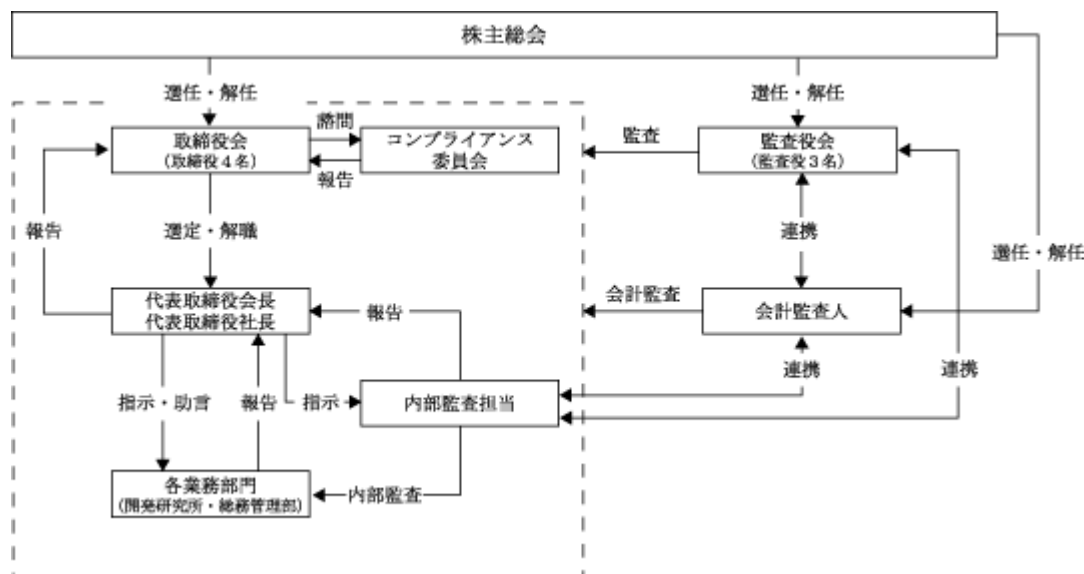 株主総会
選任・解任
選任・解任
取締役会
(取締役4名)
諮問
報告
コンプライアンス
委員会
監査
監査役会
(監査役3名)
報告
選定・解職
連携
選任・解任
代表取締役会長
代表取締役社長
報告
会計監査
会計監査人
指示・助言
報告
指示
内部監査担当
連携
連携
各業務部門
(開発研究所・総務管理部)
内部監査